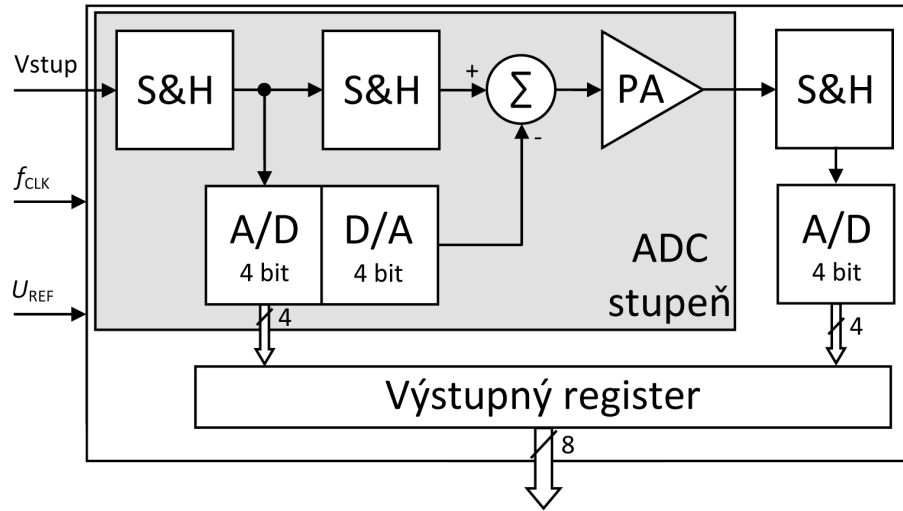 Vstup
S&H
S&H
+
Σ
-
PA
S&H
fCLK
A/D
4 bit
D/A
4 bit
ADC
stupeň
A/D
4 bit
UREF
4
4
Výstupný register
8